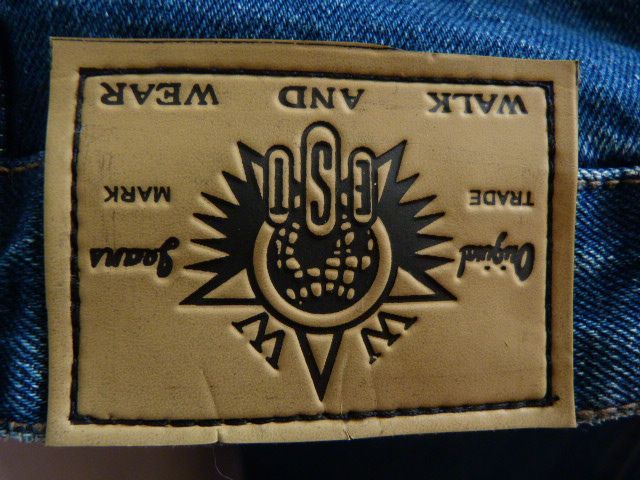 Original Jeans
TRADE MARK
WALK AND WEAR